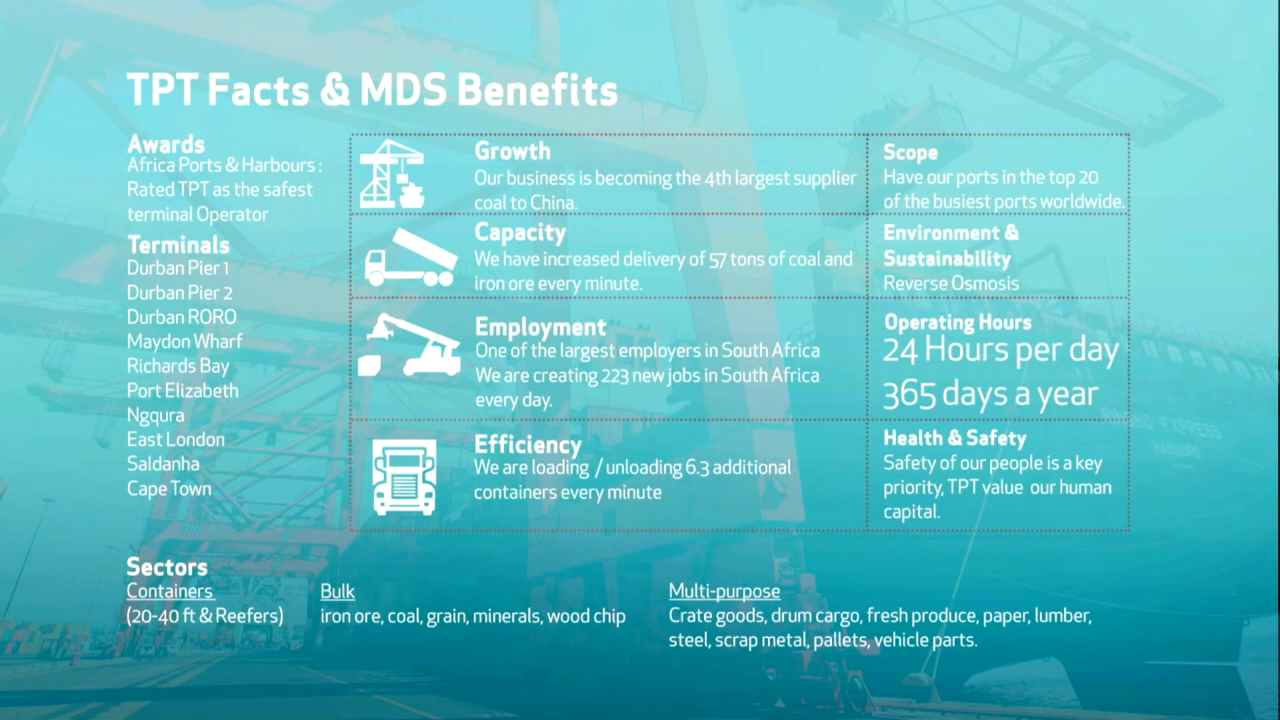 TPT Facts & MDS Benefits
Awards
Africa Ports & Harbours :
Rated TPT as the safest
terminal Operator
Terminals
Durban Pier 1
Durban Pier 2
Durban RORO
Maydon Wharf
Richards Bay
Port Elizabeth
Ngqura
East London
Saldanha
Cape Town
Growth
Our business is becoming the 4th largest supplier
coal to China.
Capacity
We have increased delivery of 57 tons of coal and
iron ore every minute.
Employment
One of the largest employers in South Africa
We are creating 223 new jobs in South Africa
every day.
Efficiency
We are loading / unloading 6.3 additional
containers every minute
Scope
Have our ports in the top 20
of the busiest ports worldwide.
Environment &
Sustainability
Reverse Osmosis
Operating Hours
24 Hours per day
365 days a year
Health & Safety
Safety of our people is a key
priority, TPT value our human
capital.
Sectors
Containers
(20-40 ft & Reefers)
Bulk
iron ore, coal, grain, minerals, wood chip
Multi-purpose
Crate goods, drum cargo, fresh produce, paper, lumber,
steel, scrap metal, pallets, vehicle parts.